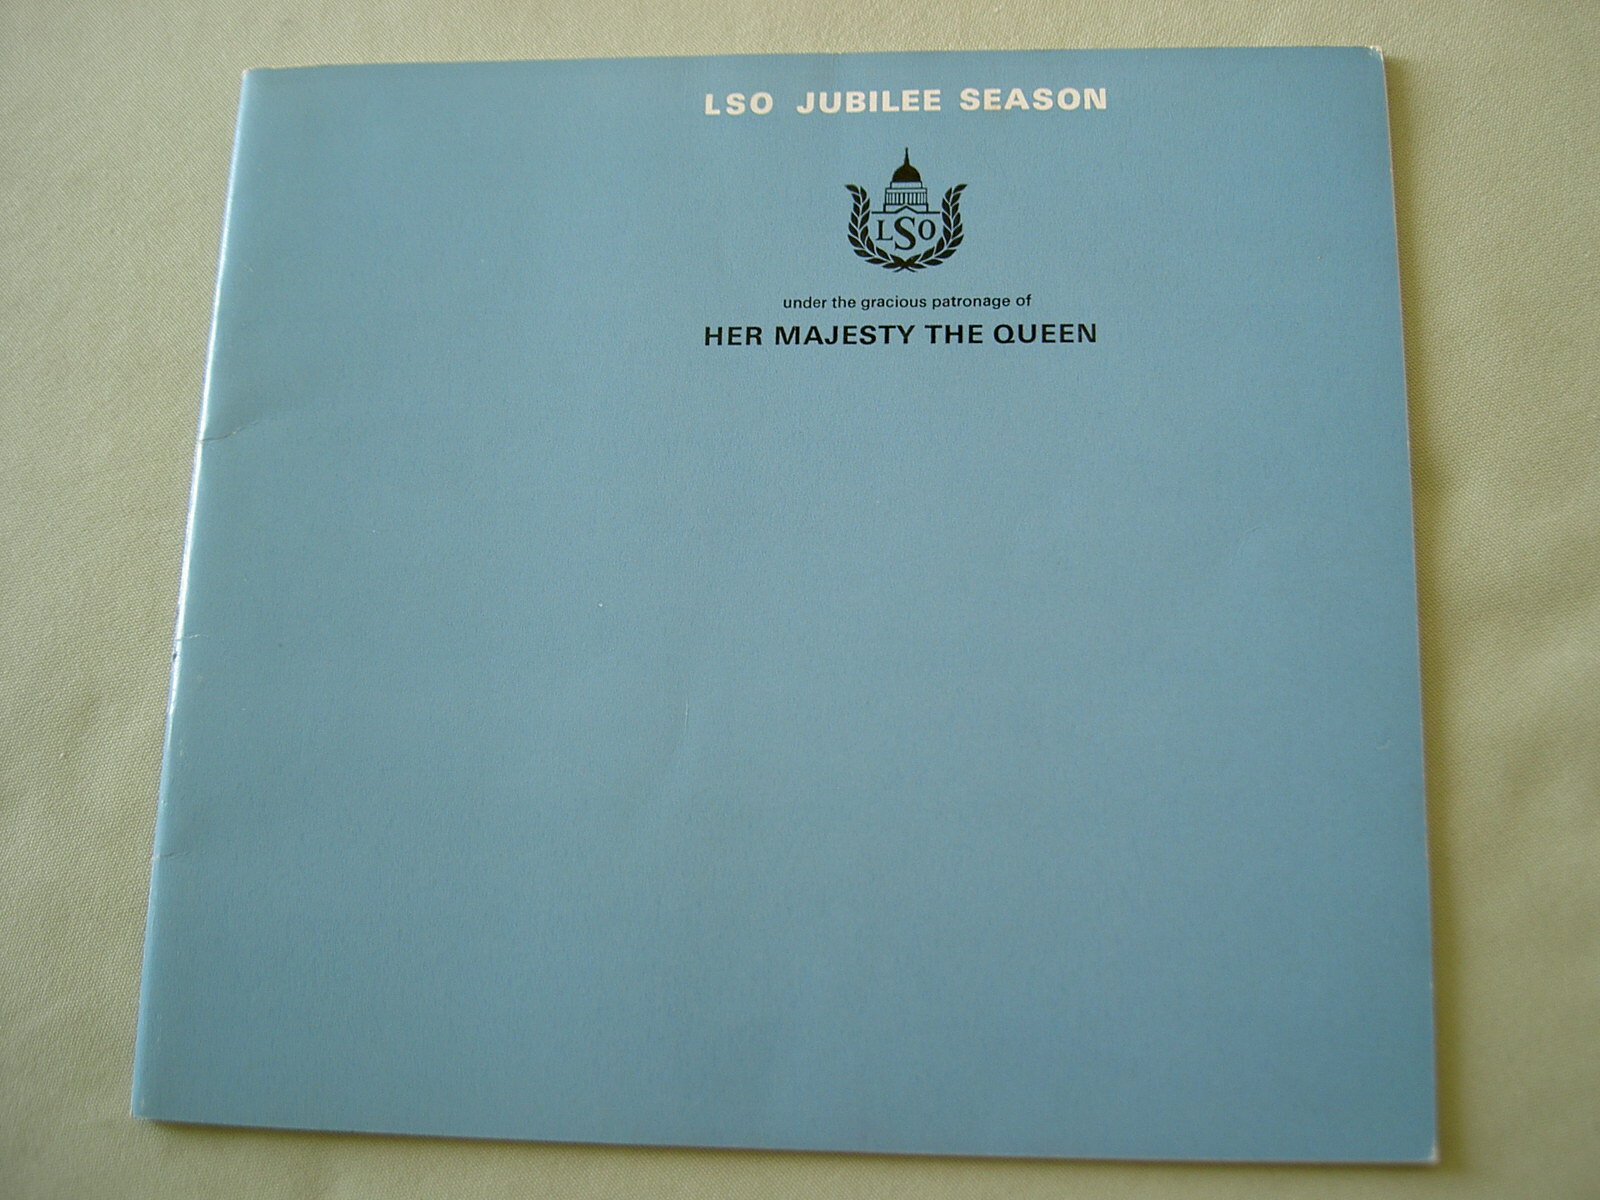 LSO JUBILEE SEASON
LSO
under the gracious patronage of
HER MAJESTY THE QUEEN